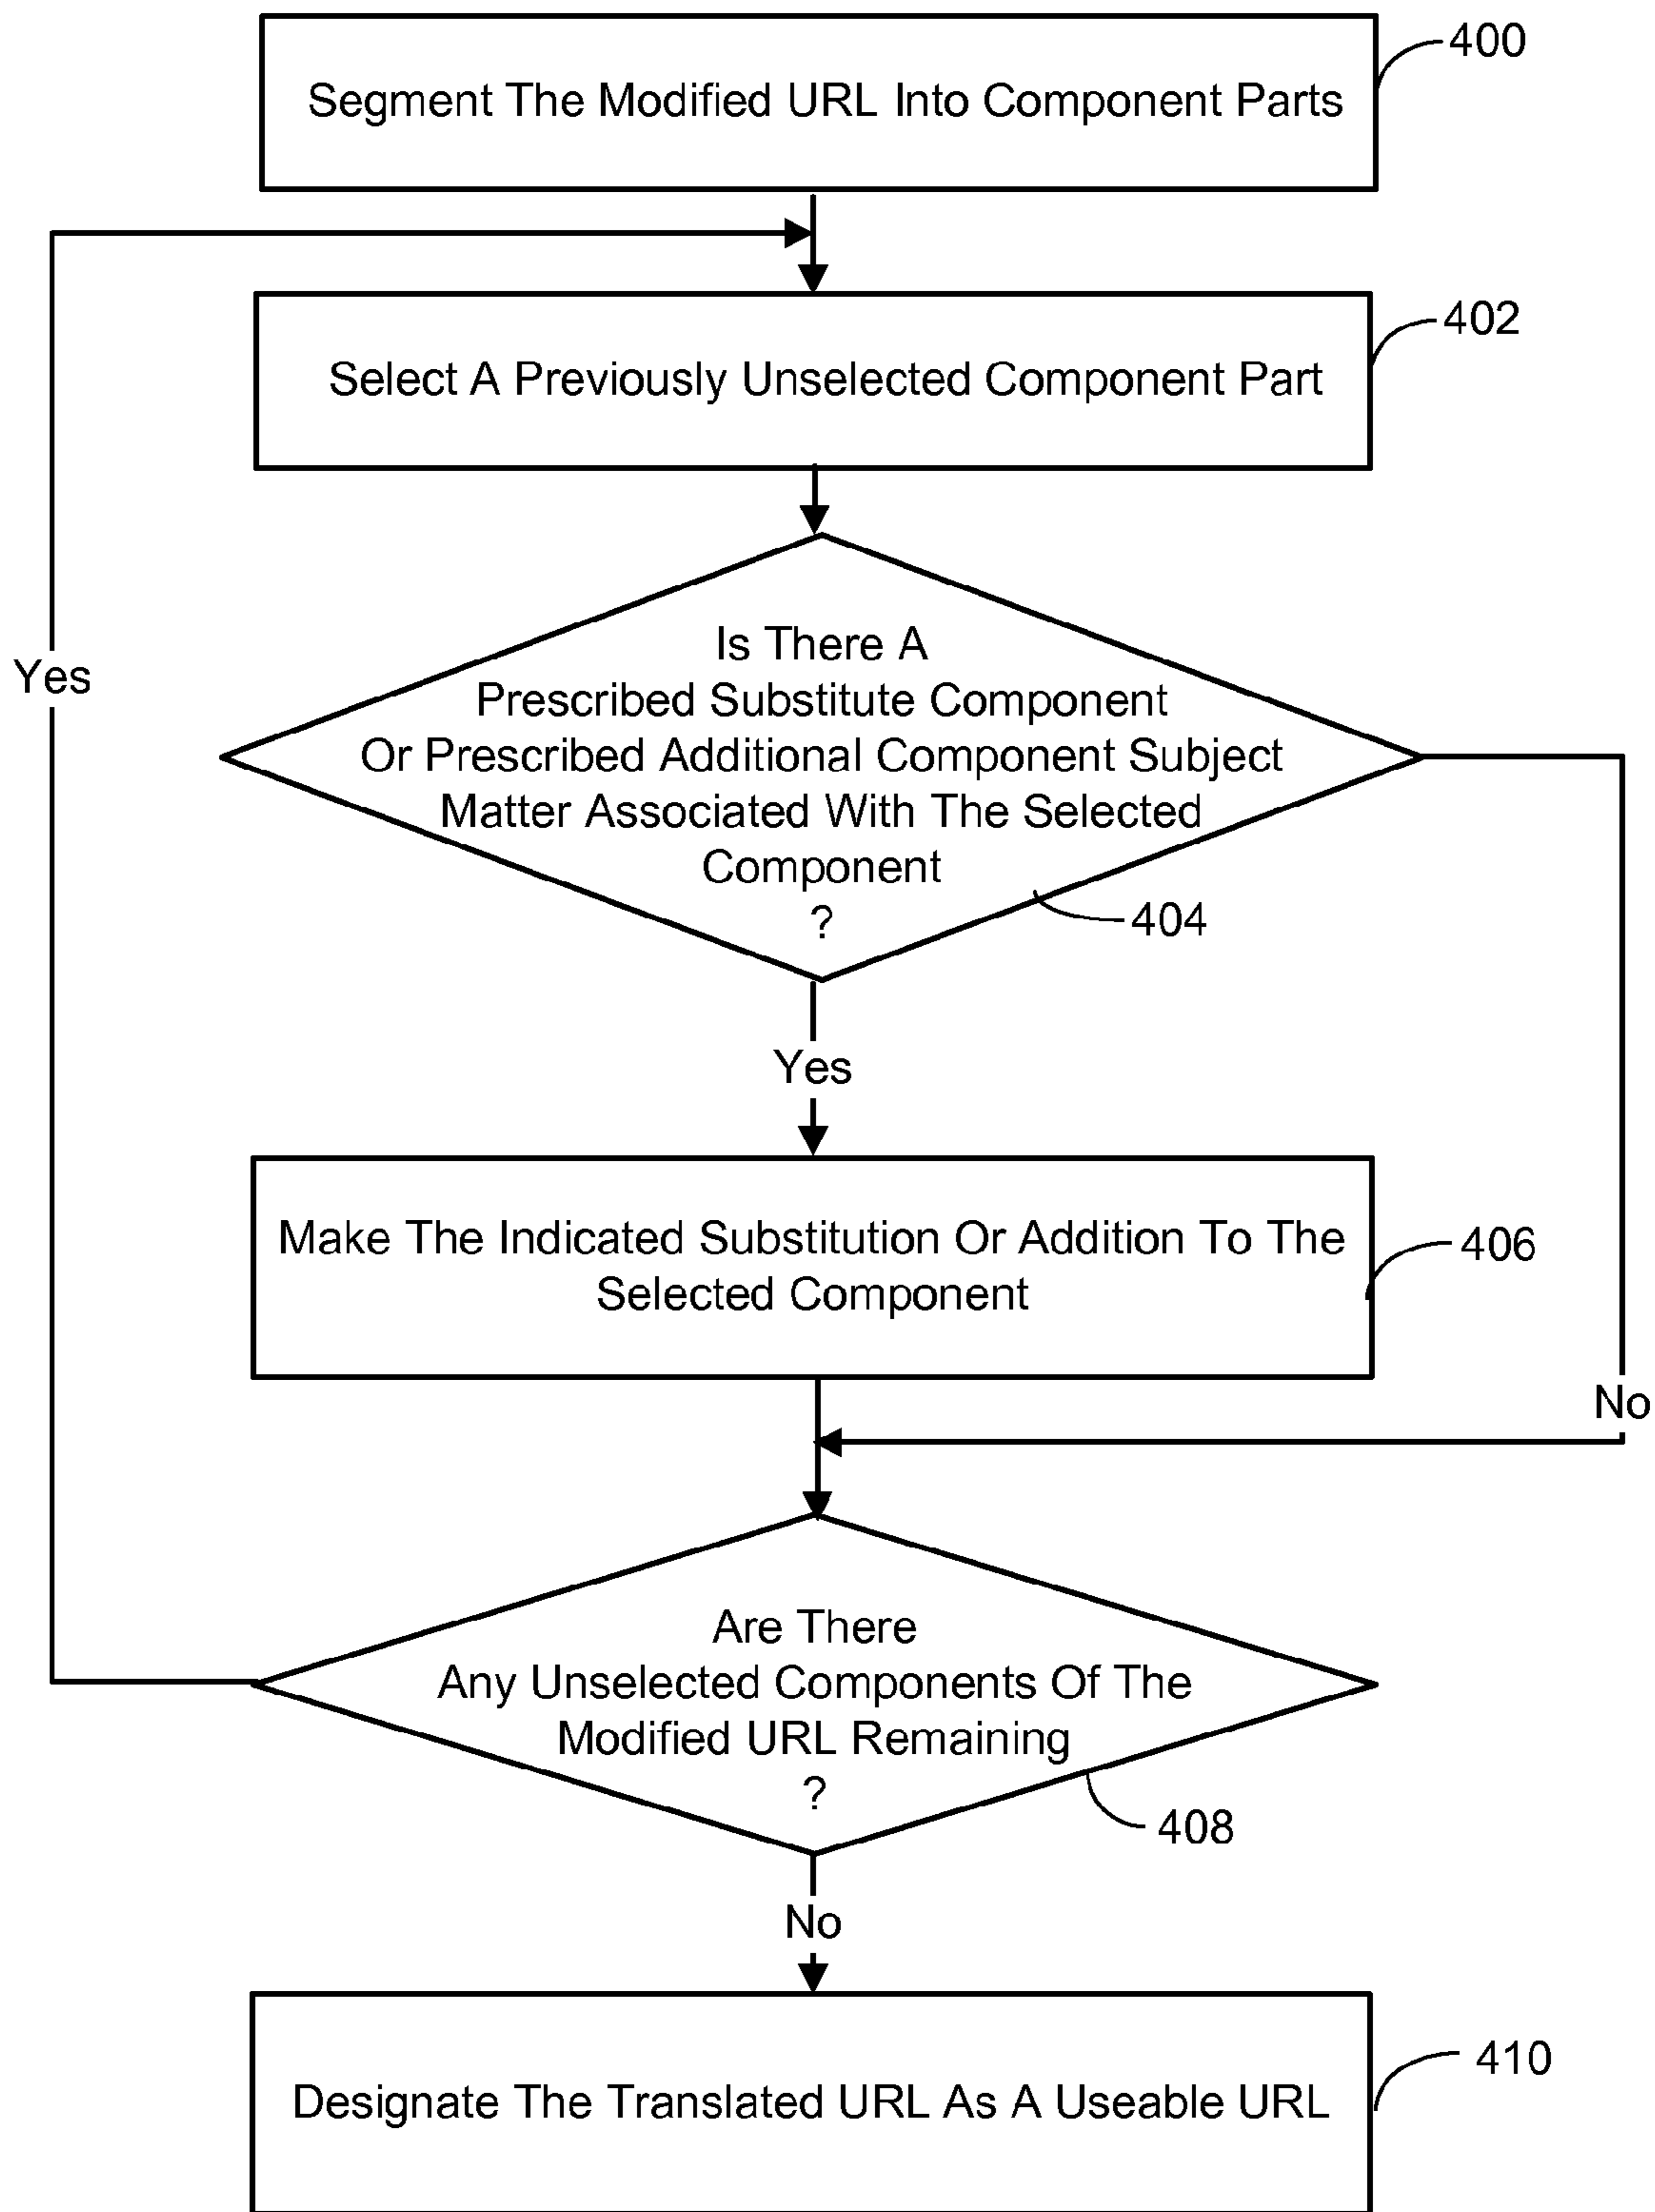 400
Segment The Modified URL Into Component Parts
402
Select A Previously Unselected Component Part
Is There A
Prescribed Substitute Component
Or Prescribed Additional Component Subject
Matter Associated With The Selected
Component
?
404
Yes
Yes
Make The Indicated Substitution Or Addition To The
Selected Component
406
No
Are There
Any Unselected Components Of The
Modified URL Remaining
?
408
No
Designate The Translated URL As A Useable URL
410